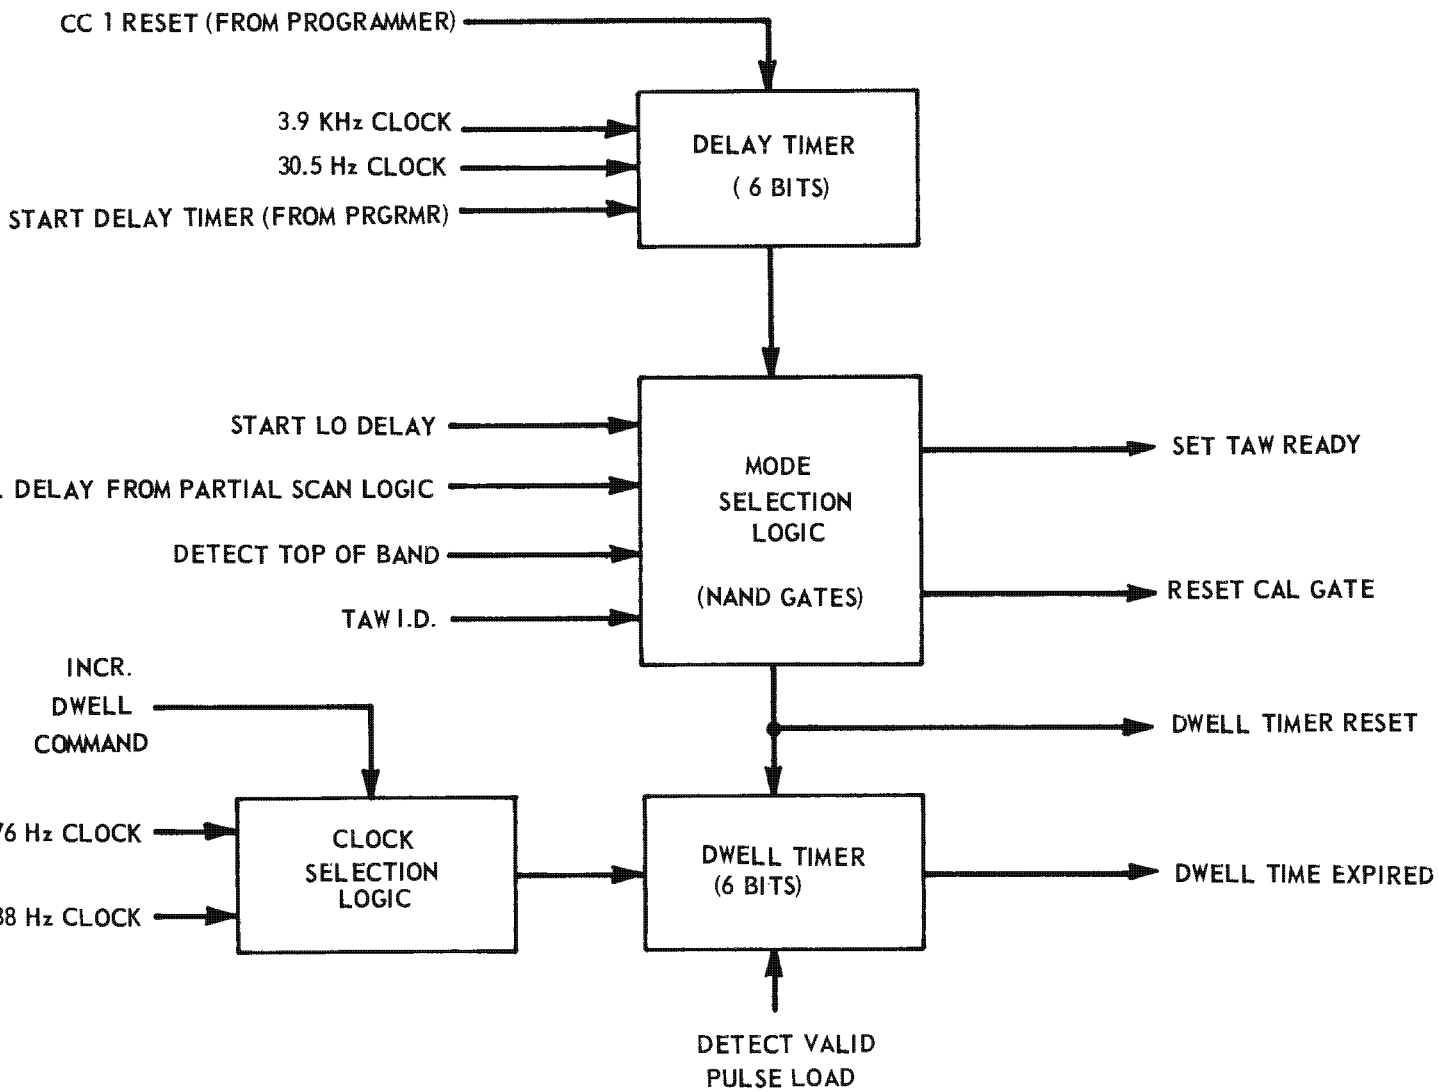 CC 1 RESET (FROM PROGRAMMER)
3.9 KHz CLOCK
30.5 Hz CLOCK
START DELAY TIMER (FROM PRGRMR)
DELAY TIMER
( 6 BITS)
START LO DELAY
DELAY FROM PARTIAL SCAN LOGIC
DETECT TOP OF BAND
TAW I.D.
MODE
SELECTION
LOGIC
(NAND GATES)
SET TAW READY
RESET CAL GATE
INCR.
DWELL
COMMAND
DWELL TIMER RESET
Hz CLOCK
Hz CLOCK
CLOCK
SELECTION
LOGIC
DWELL TIMER
(6 BITS)
DWELL TIME EXPIRED
DETECT VALID
PULSE LOAD